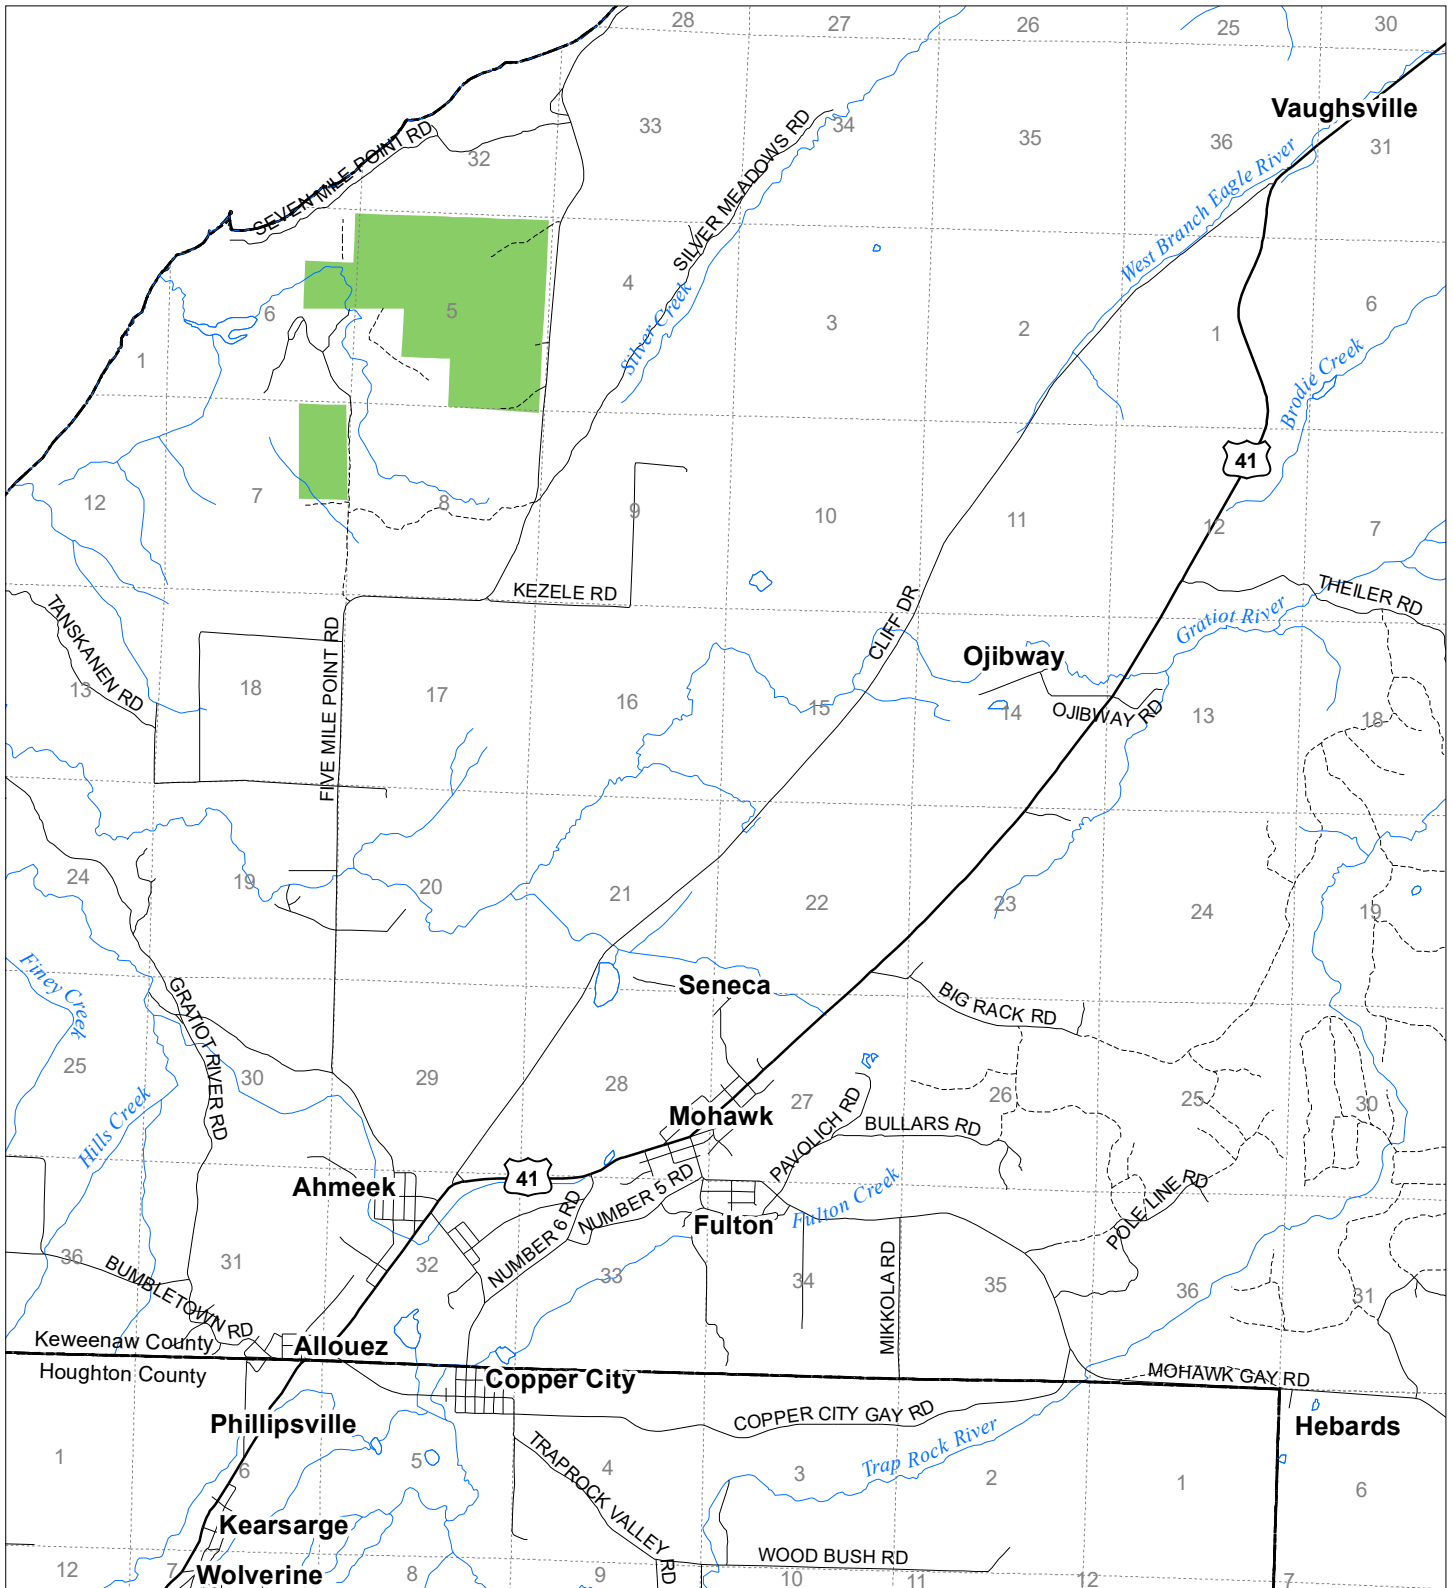 28
27
26
25
30
Vaughsville
33
34
35
36
31
SEVEN MILE POINT RD
32
SILVER MEADOWS RD
West Branch Eagle River
6
5
4
3
2
1
6
1
Silver Creek
Brodie Creek
41
12
7
8
9
10
11
12
7
KEZELE RD
THEILER RD
TANSKANEN RD
FIVE MILE POINT RD
CLIFF DR
Gratiot River
Ojibway
13
18
17
16
15
14
OJIBWAY RD
13
18
24
19
20
21
22
23
24
19
Finey Creek
GRATIOT RIVER RD
Seneca
BIG RACK RD
25
30
29
28
27
26
25
30
Hills Creek
Mohawk
PAVOLICH RD
BULLARS RD
Ahmeek
41
NUMBER 6 RD
NUMBER 5 RD
Fulton
Fulton Creek
POLE LINE RD
36
31
32
33
34
35
36
31
BUMBLETOWN RD
MIKKOLA RD
Keweenaw County
Houghton County
Allouez
Copper City
MOHAWK GAY RD
Phillipsville
COPPER CITY GAY RD
Hebards
1
6
5
4
3
2
1
6
TRAPROCK VALLEY RD
Trap Rock River
Kearsarge
WOOD BUSH RD
Wolverine
12
7
8
9
10
11
12
7